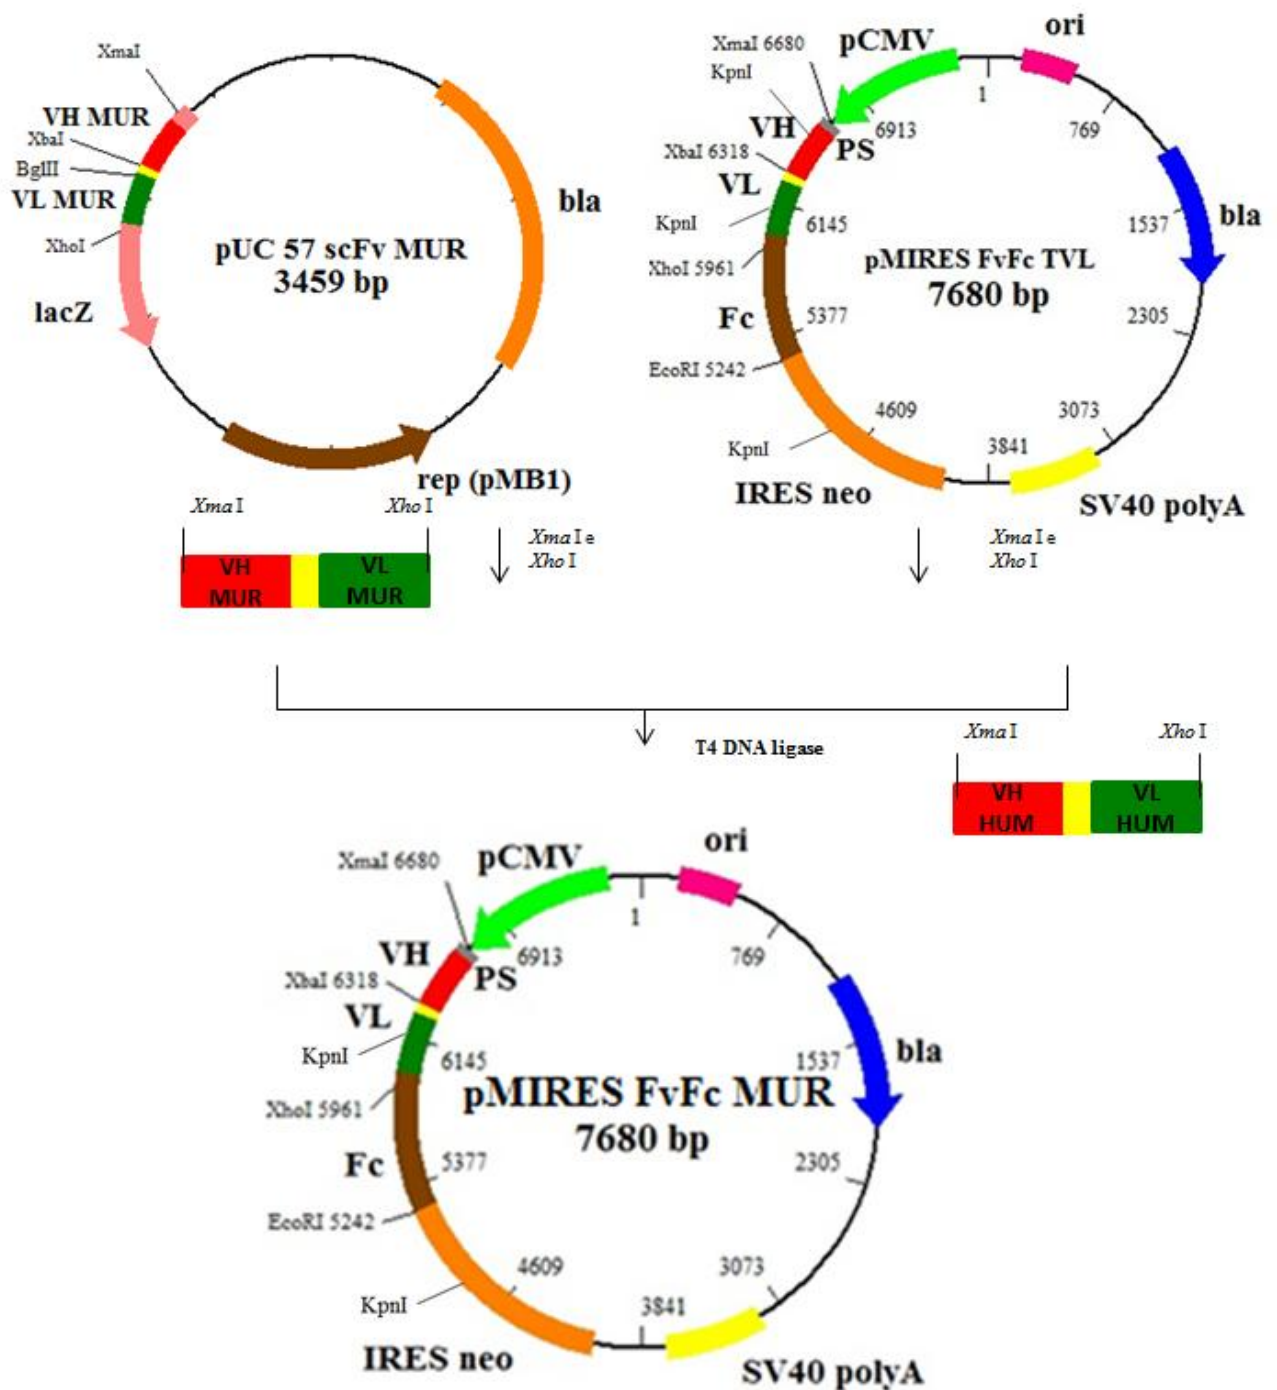 XmaI
VH MUR
XbaI
BglII
VL MUR
XhoI
lacZ
pUC 57 scFv MUR
3459 bp
bla
rep (pMB1)
XmaI 6680
KpnI
pCMV
ori
1
769
6913
VH
PS
XbaI 6318
VL
KpnI
6145
XhoI 5961
Fc
5377
EcoRI 5242
4609
KpnI
IRES neo
pMIRES FvFc TVL
7680 bp
1537
bla
2305
3073
3841
SV40 polyA
XmaI
XhoI
VH
MUR
VL
MUR
XmaI e
XhoI
XmaI e
XhoI
T4 DNA ligase
XmaI
XhoI
VH
HUM
VL
HUM
XmaI 6680
pCMV
ori
1
769
6913
VH
PS
XbaI 6318
VL
KpnI
6145
XhoI 5961
Fc
5377
EcoRI 5242
4609
KpnI
IRES neo
pMIRES FvFc MUR
7680 bp
1537
bla
2305
3073
3841
SV40 polyA